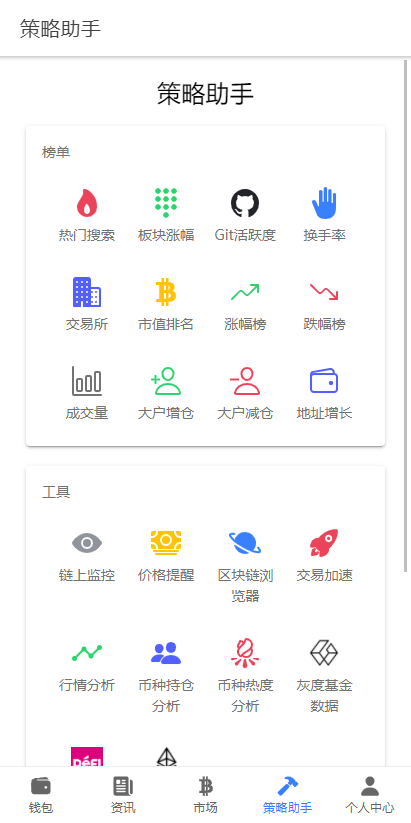 策略助手
策略助手
榜单
热门搜索 板块涨幅 Git活跃度 换手率
交易所 市值排名 涨幅榜 跌幅榜
成交量 大户增仓 大户减仓 地址增长
工具
链上监控 价格提醒 区块链浏览器 交易加速
行情分析 币种持仓分析 币种热度分析 灰度基金数据
DéFi
钱包 资讯 市场 策略助手 个人中心